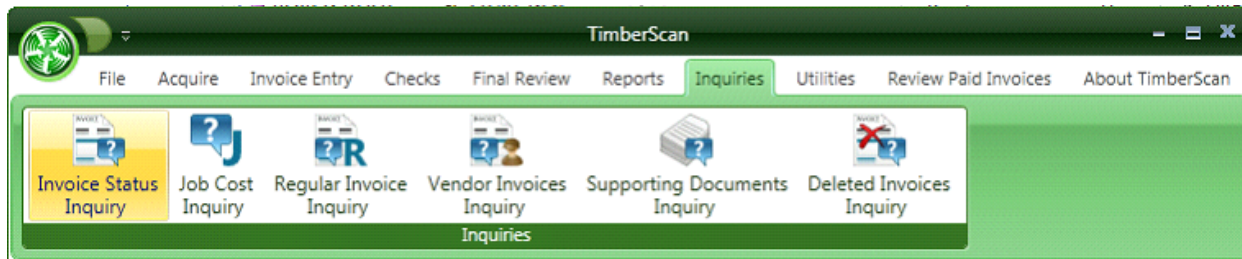 TimberScan
File Acquire Invoice Entry Checks Final Review Reports Inquiries Utilities Review Paid Invoices About TimberScan
Invoice Status Inquiry
Job Cost Inquiry
Regular Invoice Inquiry
Vendor Invoices Inquiry
Supporting Documents Inquiry
Deleted Invoices Inquiry
Inquiries